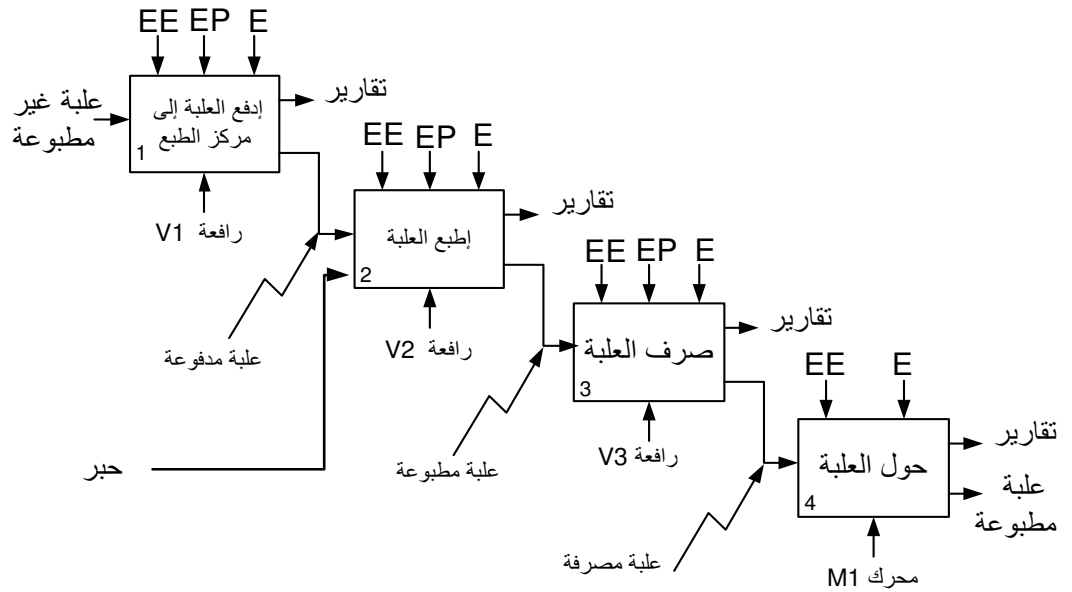 EE EP E
علبة غير
مطبوعة
إدفع العلبة إلى
مركز الطبع
1
تقارير
رافعة V1
EE EP E
إطبع العلبة
2
تقارير
رافعة V2
علبة مدفوعة
حبر
EE EP E
صرف العلبة
3
تقارير
رافعة V3
علبة مطبوعة
EE E
حول العلبة
4
تقارير
علبة
مطبوعة
علبة مصرفة
محرك M1